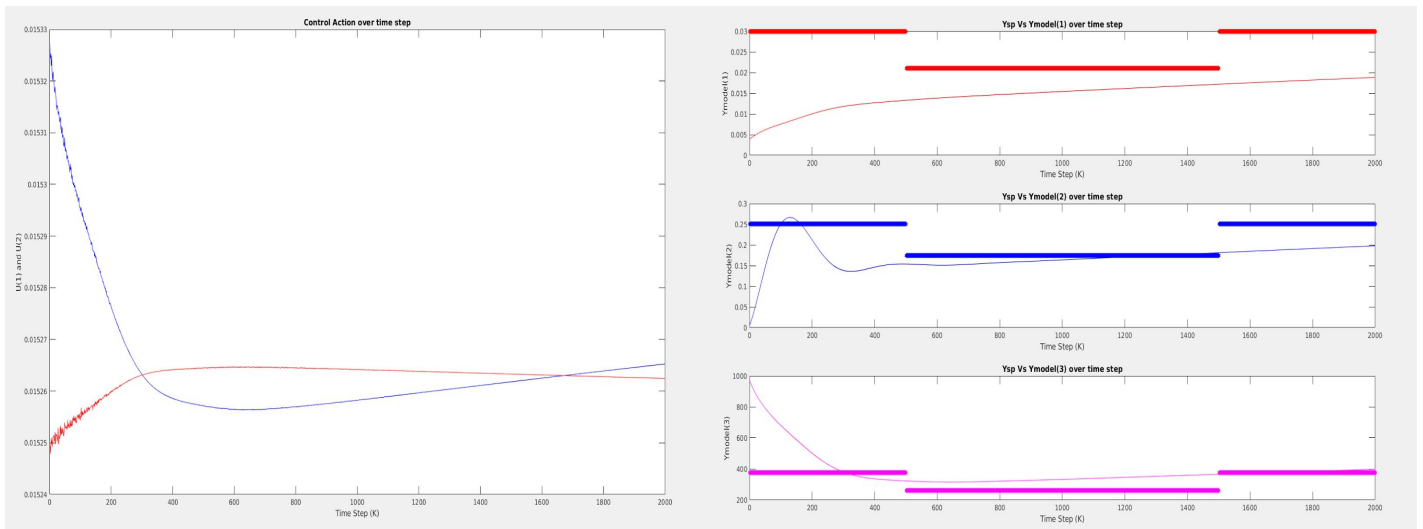 Control Action over time step
0.01533
0.01532
0.01531
0.0153
0.01529
0.01528
0.01527
0.01526
0.01525
0.01524
U(1) and U(2)
0 200 400 600 800 1000 1200 1400 1600 1800 2000
Time Step (K)
Ysp Vs Ymodel(1) over time step
0.03
0.025
0.02
0.015
0.01
0.005
0
Ymodel(1)
0 200 400 600 800 1000 1200 1400 1600 1800 2000
Time Step (K)
Ysp Vs Ymodel(2) over time step
0.3
0.25
0.2
0.15
0.1
0.05
0
Ymodel(2)
0 200 400 600 800 1000 1200 1400 1600 1800 2000
Time Step (K)
Ysp Vs Ymodel(3) over time step
1000
800
600
400
200
Ymodel(3)
0 200 400 600 800 1000 1200 1400 1600 1800 2000
Time Step (K)